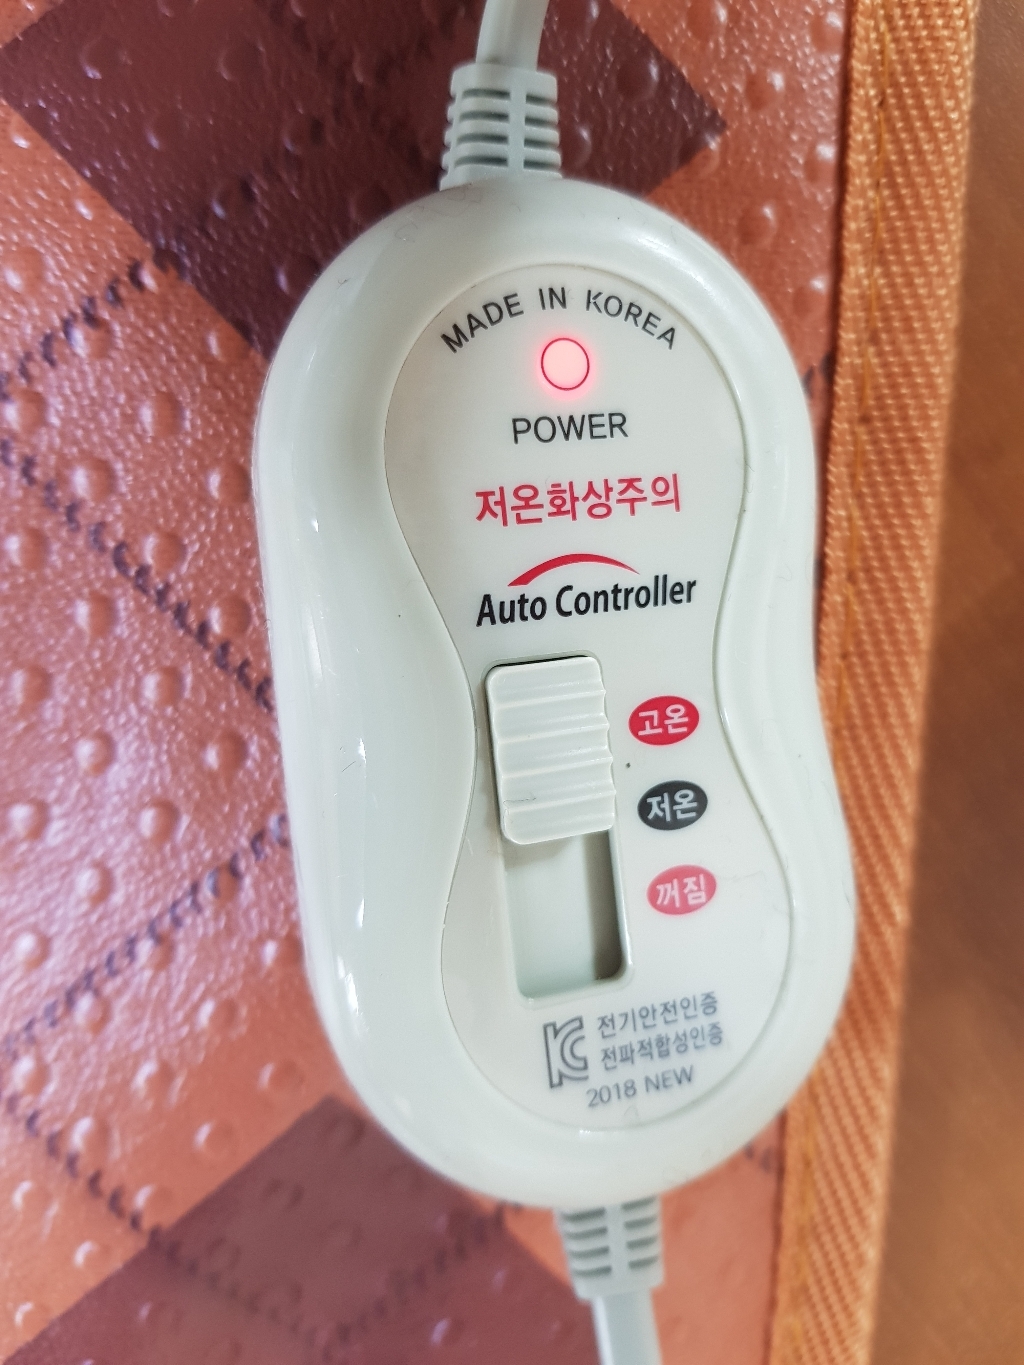 MADE IN KOREA
POWER
저온화상주의
Auto Controller
고온
저온
꺼짐
전기안전인증
전파적합성인증
2018 NEW